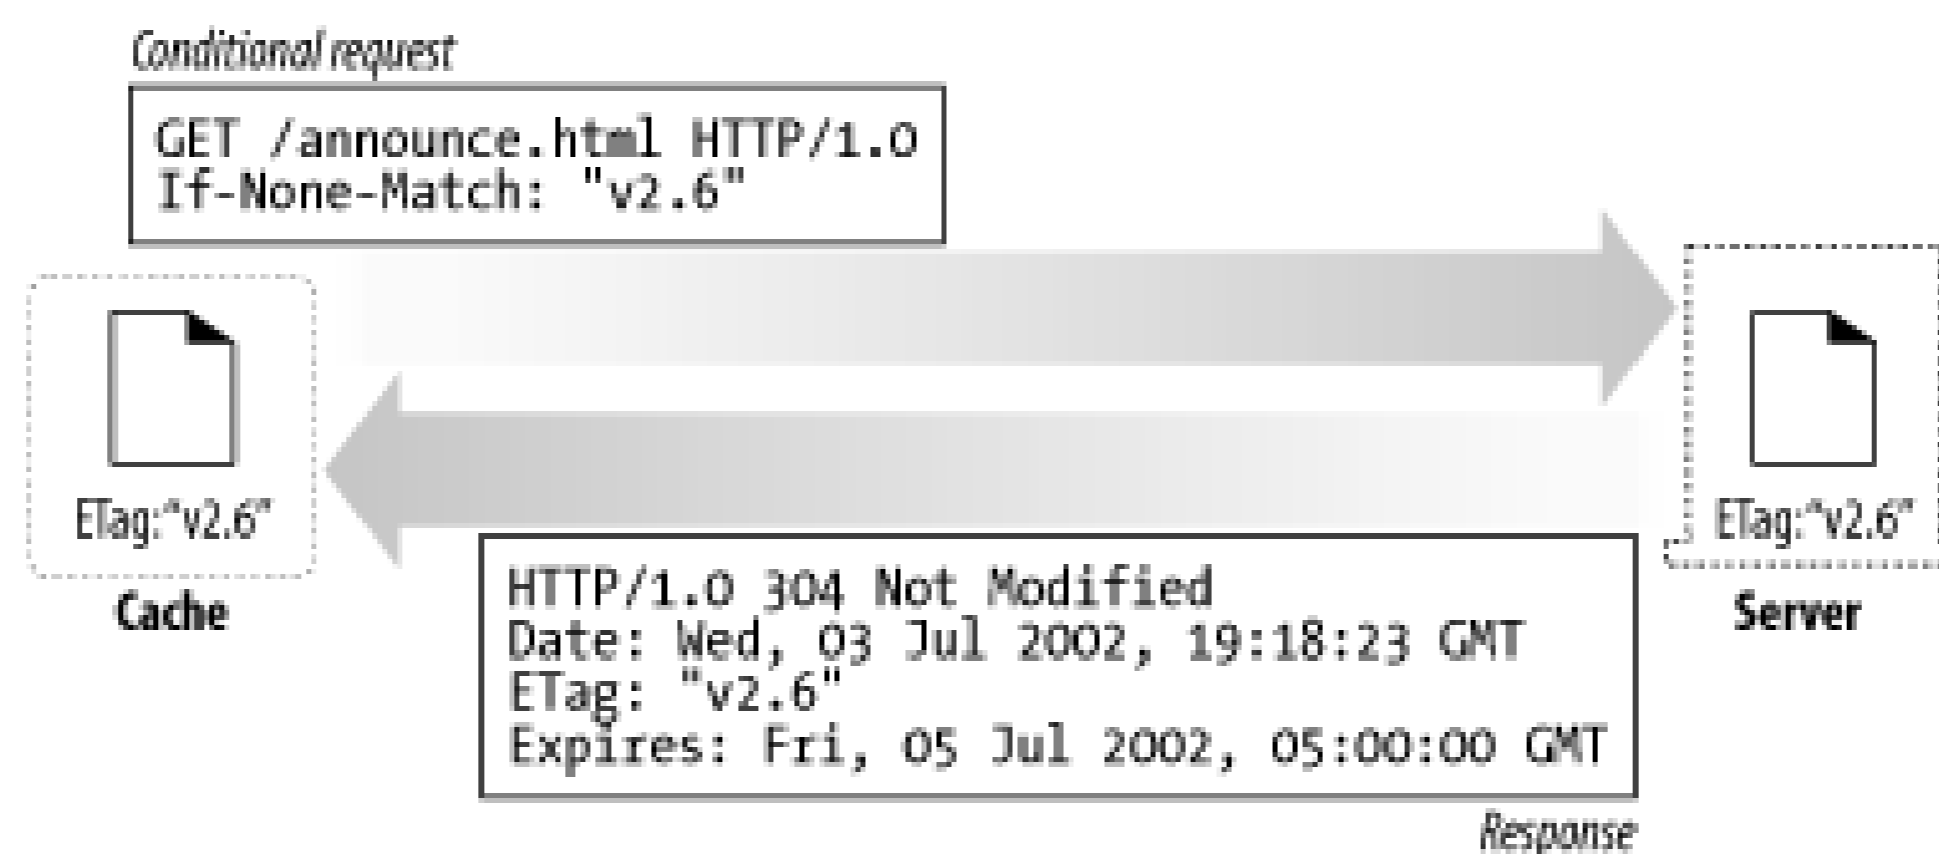 Conditional request
GET /announce.html HTTP/1.0
If-None-Match: "v2.6"
ETag:"v2.6"
Cache
ETag:"v2.6"
Server
HTTP/1.0 304 Not Modified
Date: Wed, 03 Jul 2002, 19:18:23 GMT
ETag: "v2.6"
Expires: Fri, 05 Jul 2002, 05:00:00 GMT
Response